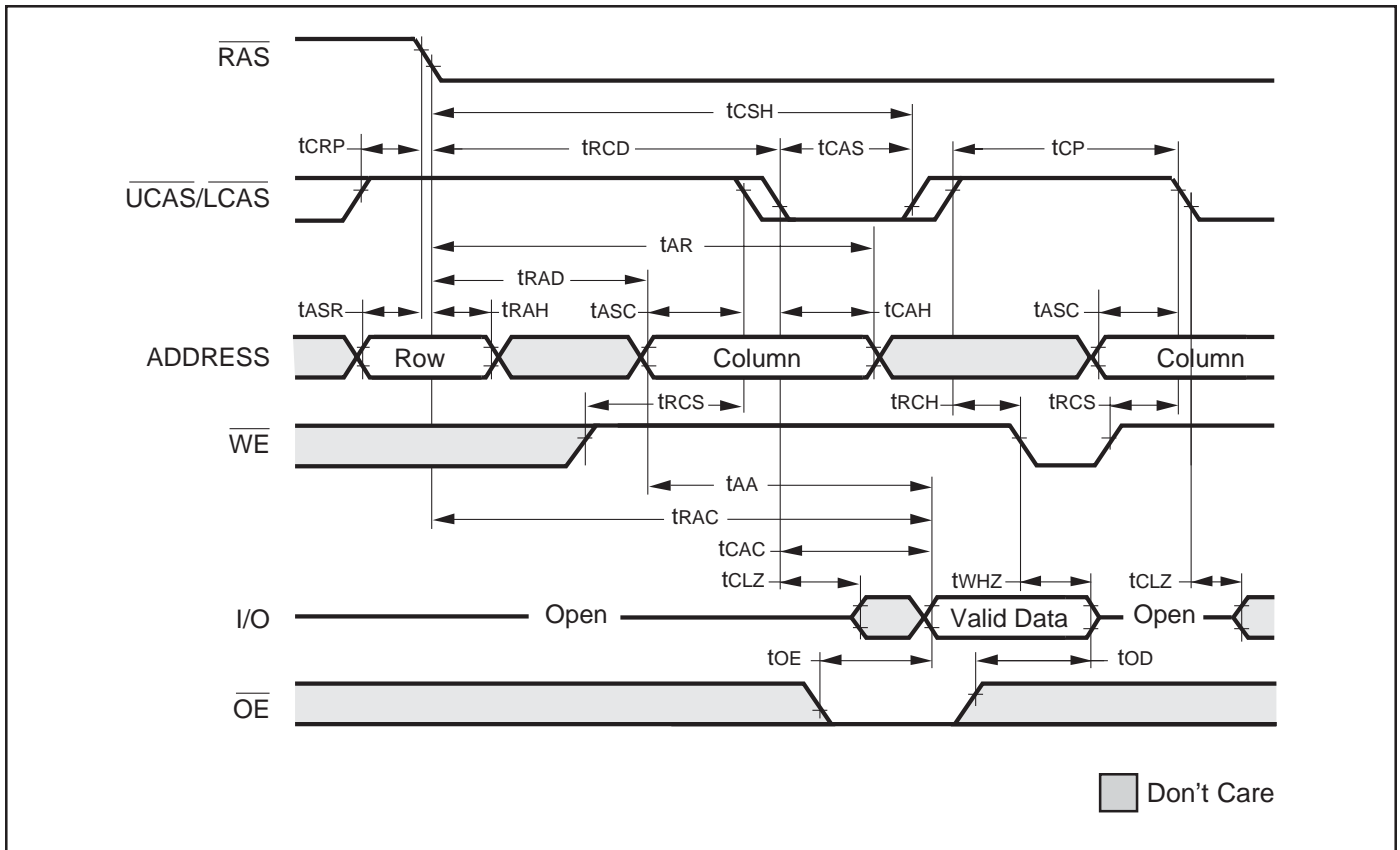 RAS
tCSH
tCRP tRCD tCAS tCP
UCAS/LCAS
tAR
tRAD
tASR tRAH tASC tCAH tASC
ADDRESS Row Column Column
tRCS tRCH tRCS
WE
tAA
tRAC
tCAC
tCLZ tWHZ tCLZ
I/O Open Valid Data Open
tOE tOD
OE
Don't Care